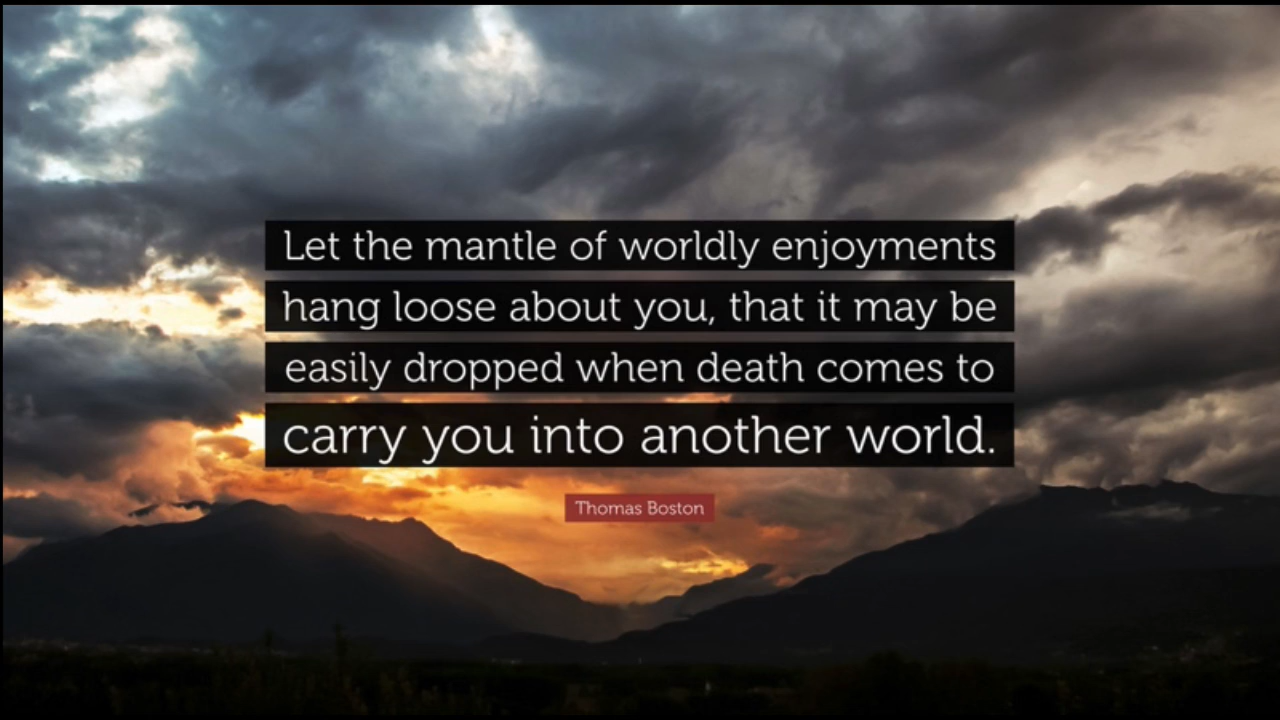 Let the mantle of worldly enjoyments
hang loose about you, that it may be
easily dropped when death comes to
carry you into another world.
Thomas Boston